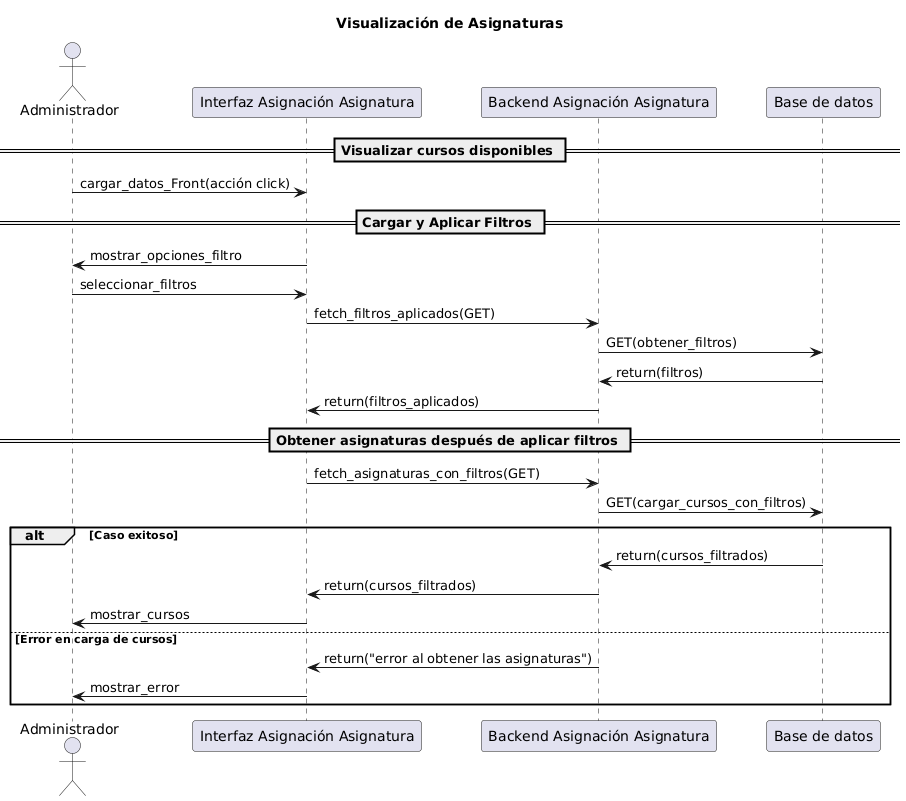 Visualización de Asignaturas
Administrador
Interfaz Asignación Asignatura
Backend Asignación Asignatura
Base de datos
Visualizar cursos disponibles
cargar_datos_Front(acción click)
Cargar y Aplicar Filtros
mostrar_opciones_filtro
seleccionar_filtros
fetch_filtros_aplicados(GET)
GET(obtener_filtros)
return(filtros)
return(filtros_aplicados)
Obtener asignaturas después de aplicar filtros
fetch_asignaturas_con_filtros(GET)
GET(cargar_cursos_con_filtros)
alt
[Caso exitoso]
return(cursos_filtrados)
return(cursos_filtrados)
mostrar_cursos
[Error en carga de cursos]
return("error al obtener las asignaturas")
mostrar_error
Administrador
Interfaz Asignación Asignatura
Backend Asignación Asignatura
Base de datos